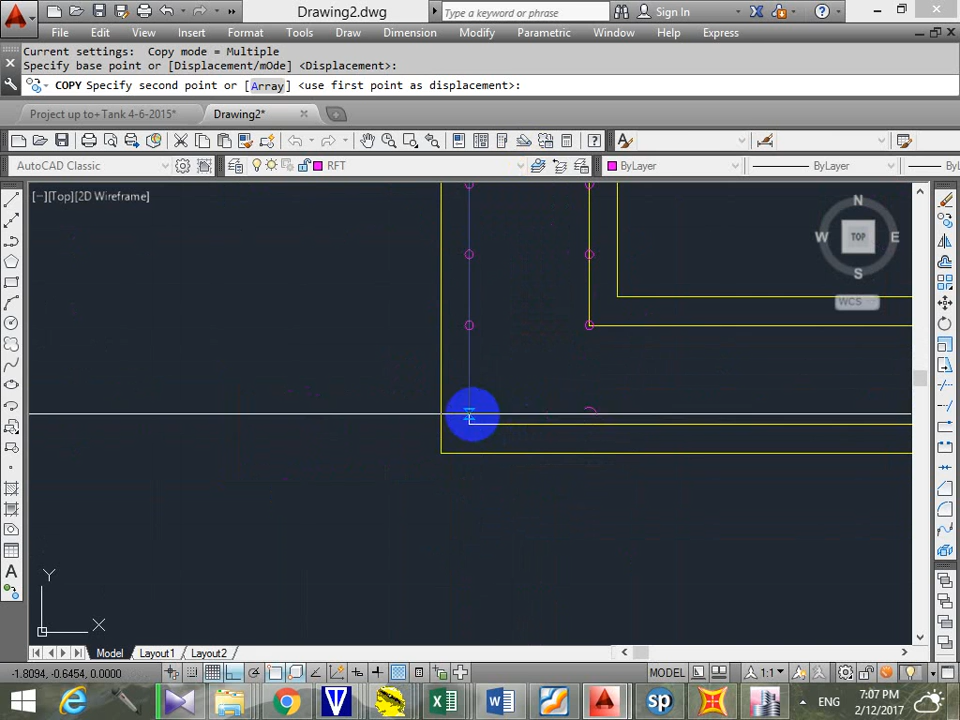 Drawing2.dwg
Type a keyword or phrase
Sign In
File Edit View Insert Format Tools Draw Dimension Modify Parametric Window Help Express
Current settings:  Copy mode = Multiple
Specify base point or [Displacement/mOde] <Displacement>:
COPY Specify second point or [Array] <use first point as displacement>:
Project up to+ Tank 4-6-2015* Drawing2*
AutoCAD Classic RFT ByLayer ByLayer
[−][Top][2D Wireframe]
N
W TOP E
S
WCS
Y
X
Model Layout1 Layout2
-1.8094, -0.6454, 0.0000 MODEL 1:1
ENG
7:07 PM
2/12/2017